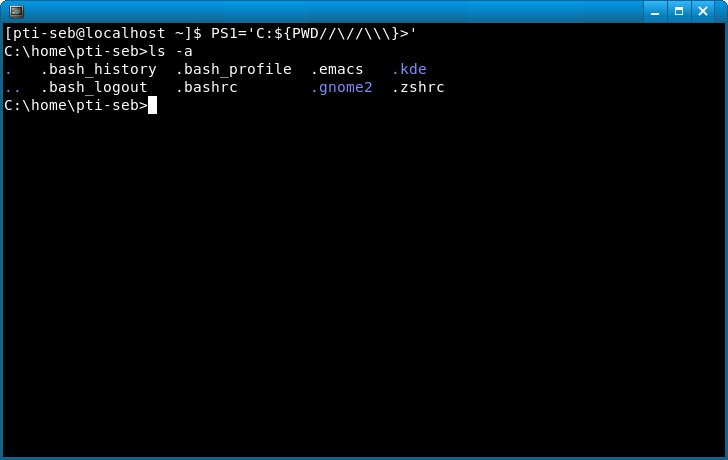 [pti-seb@localhost ~]$ PS1='C:${PWD//\//\\\}>'
C:\home\pti-seb>ls -a
.   .bash_history  .bash_profile  .emacs   .kde
..  .bash_logout   .bashrc        .gnome2  .zshrc
C:\home\pti-seb>